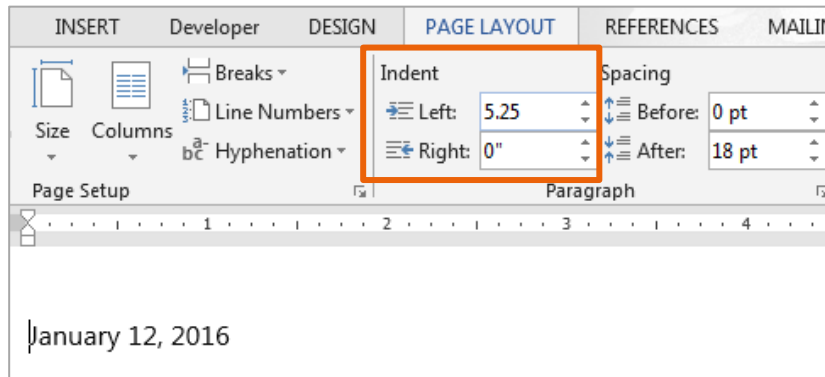 INSERT Developer DESIGN PAGE LAYOUT REFERENCES MAILIN
Breaks Indent Spacing
Line Numbers Left: 5.25 Before: 0 pt
Size Columns
Hyphenation Right: 0" After: 18 pt
Page Setup Paragraph
1 2 3 4
January 12, 2016